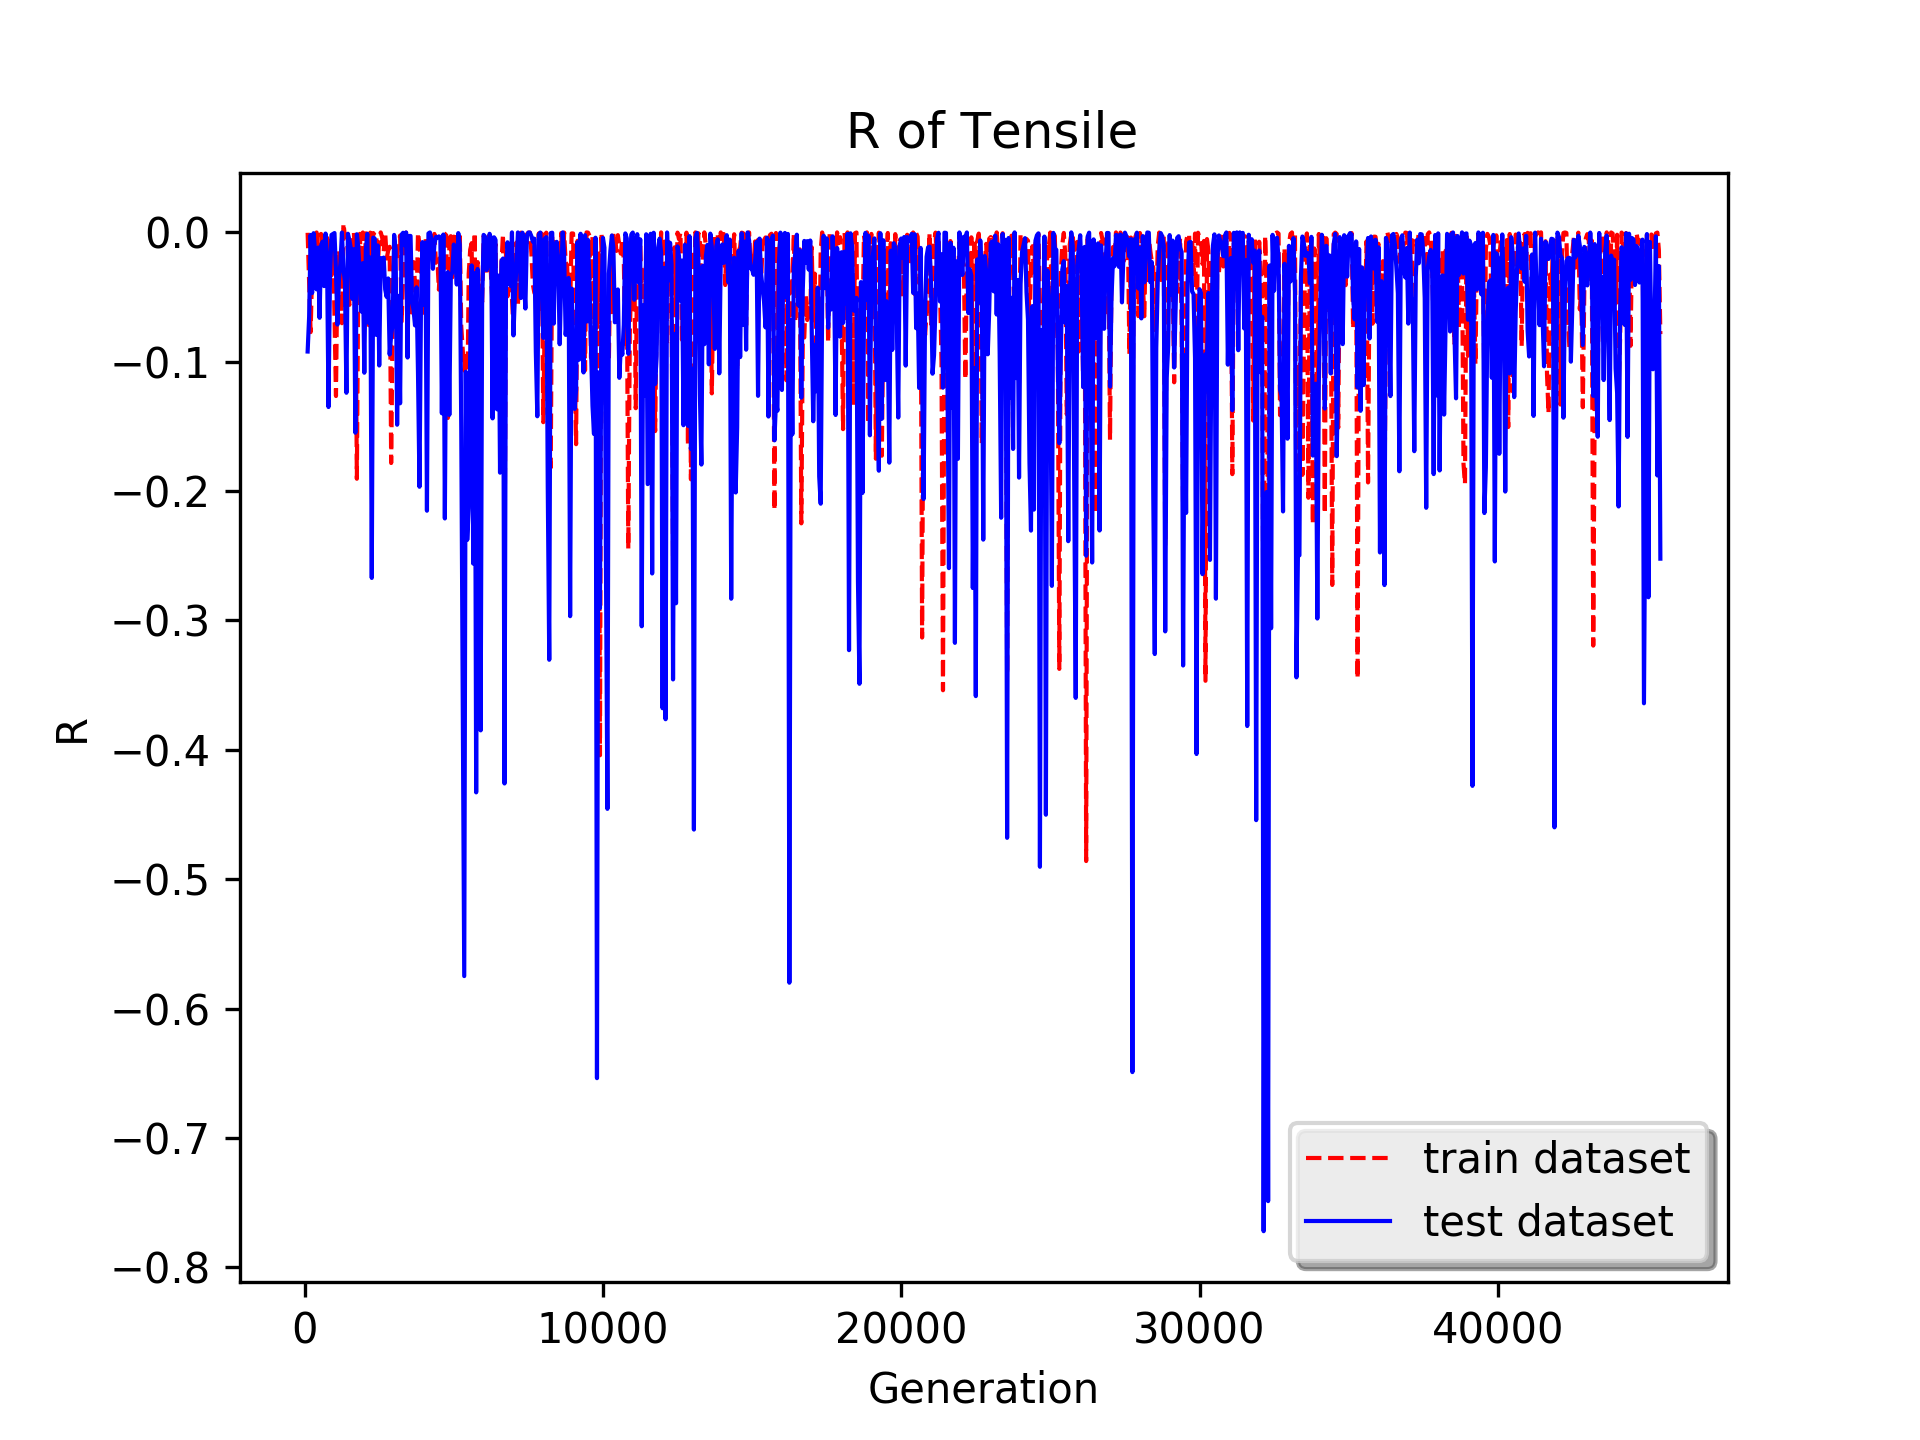 R of Tensile
0.0
−0.1
−0.2
−0.3
−0.4
−0.5
−0.6
−0.7
−0.8
R
0 10000 20000 30000 40000
Generation
train dataset
test dataset